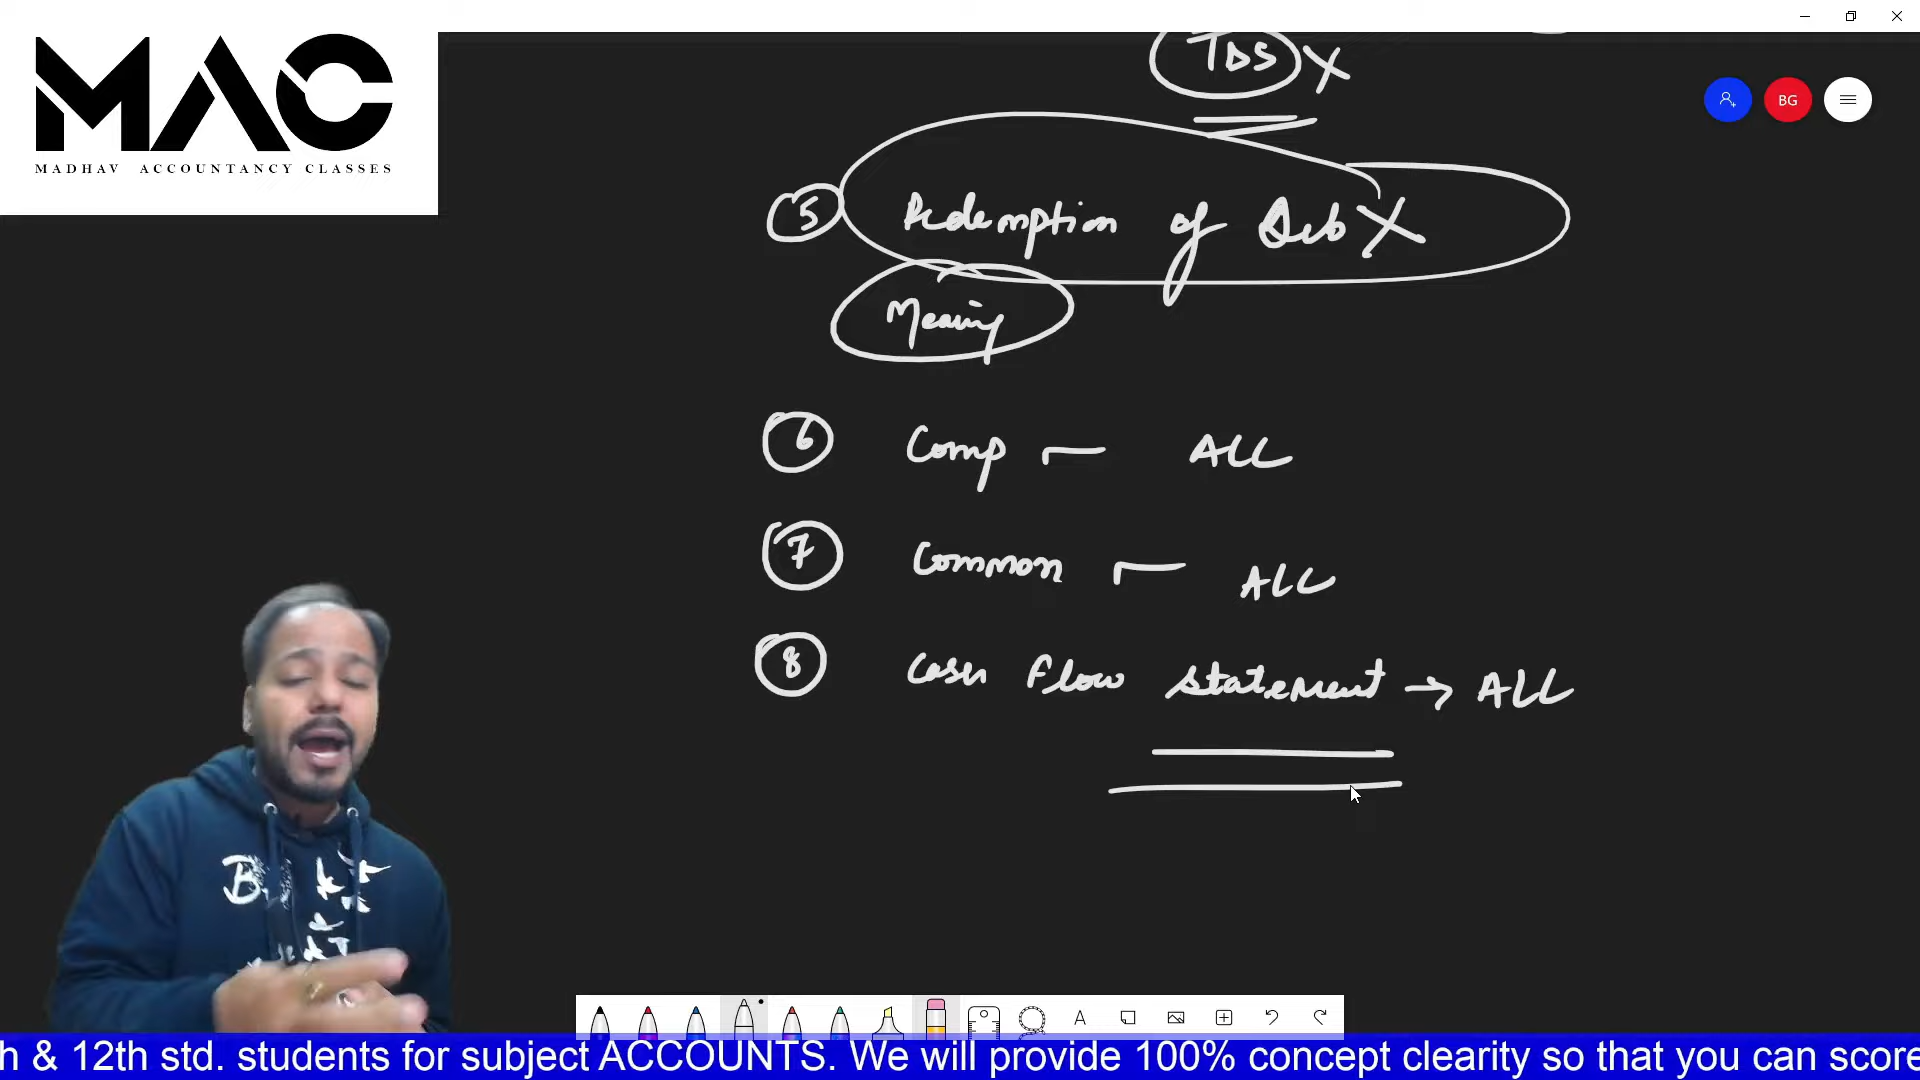 MAC
MADHAV ACCOUNTANCY CLASSES
TDS X
BG
5 Redemption of Deb X
Meaning
6 Comp ALL
7 Common ALL
8 Cash flow statement → ALL
A
h & 12th std. students for subject ACCOUNTS. We will provide 100% concept clearity so that you can score